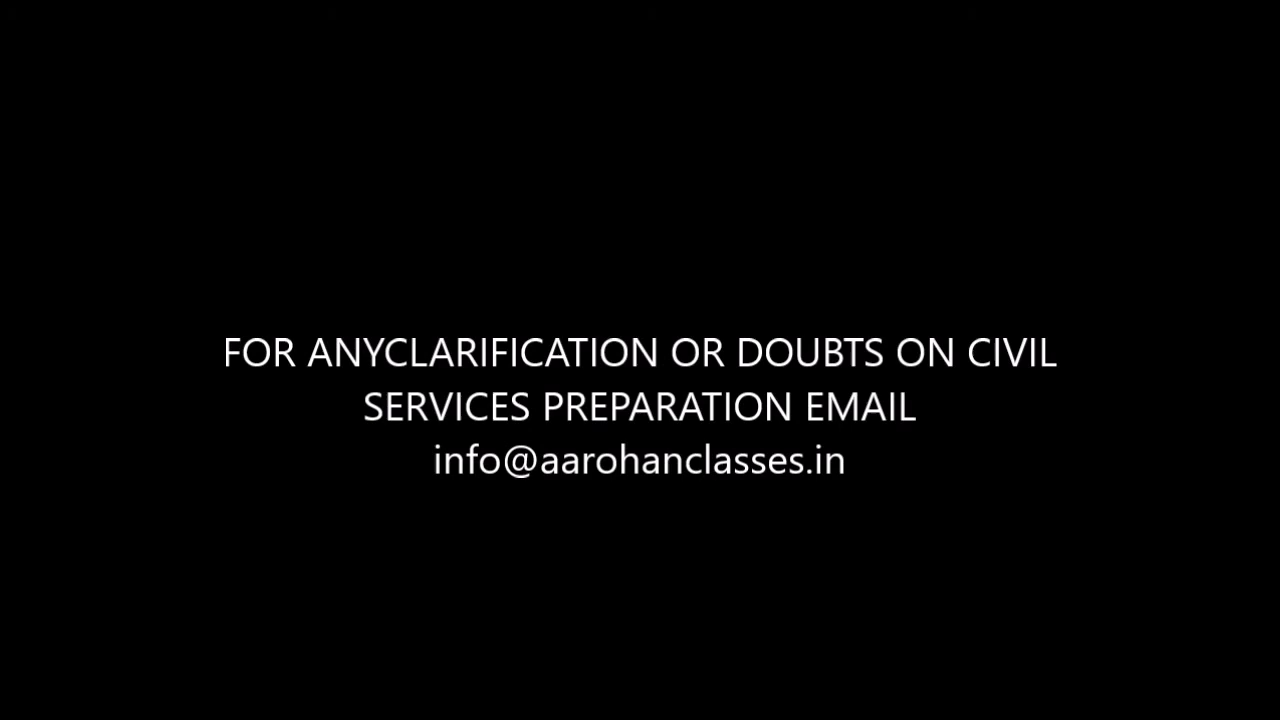 FOR ANYCLARIFICATION OR DOUBTS ON CIVIL
SERVICES PREPARATION EMAIL
info@aarohanclasses.in